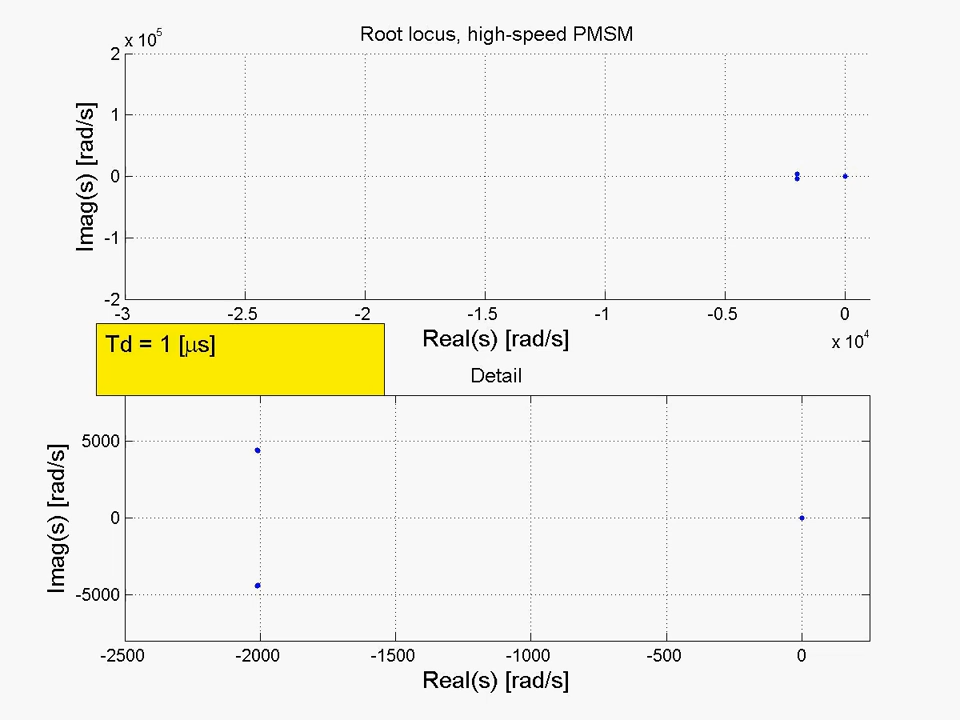 Root locus, high-speed PMSM
x 10^5
2
1
0
-1
-2
Imag(s) [rad/s]
-3 -2.5 -2 -1.5 -1 -0.5 0
x 10^4
Real(s) [rad/s]
Td = 1 [μs]
Detail
5000
0
-5000
Imag(s) [rad/s]
-2500 -2000 -1500 -1000 -500 0
Real(s) [rad/s]